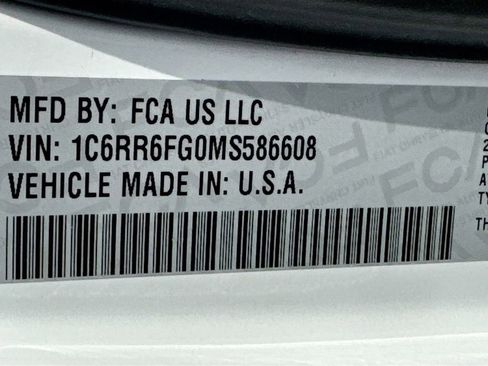 MFD BY: FCA US LLC
VIN: 1C6RR6FG0MS586608
VEHICLE MADE IN: U.S.A.